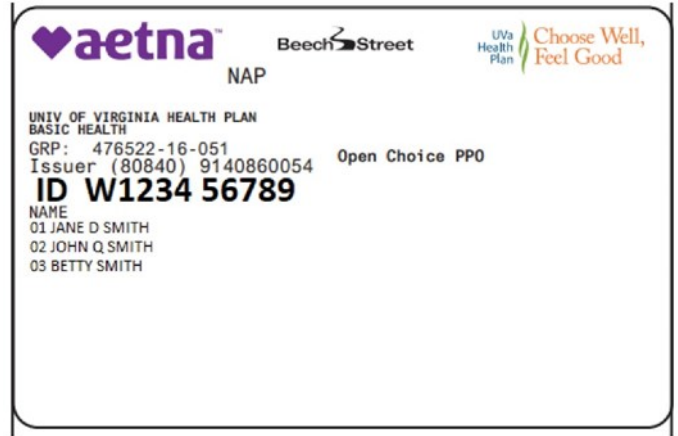 aetna™
Beech Street
UVa Health Plan
Choose Well, Feel Good
NAP
UNIV OF VIRGINIA HEALTH PLAN
BASIC HEALTH
GRP: 476522-16-051
Issuer (80840) 9140860054
Open Choice PPO
ID W1234 56789
NAME
01 JANE D SMITH
02 JOHN Q SMITH
03 BETTY SMITH